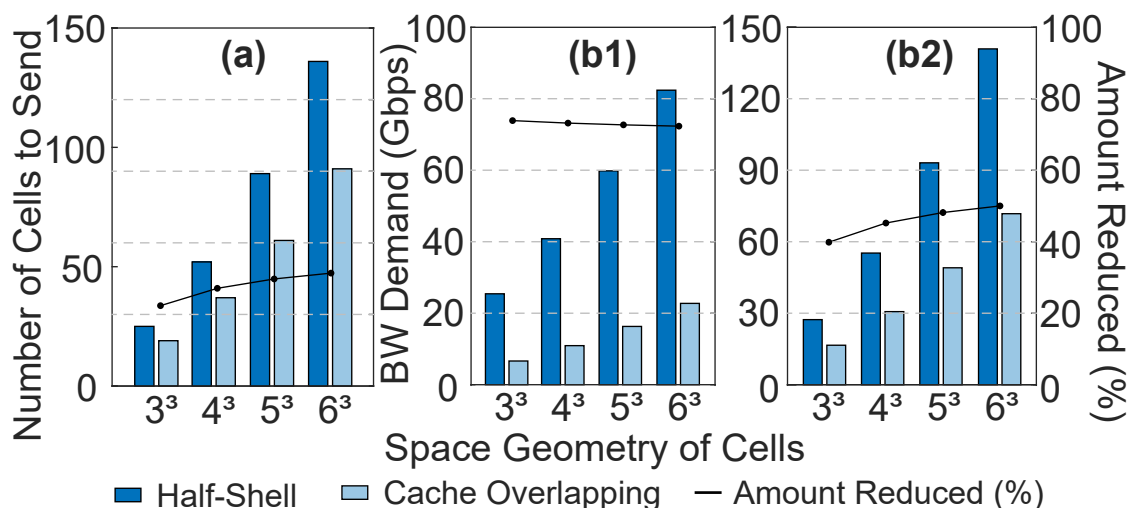 Number of Cells to Send
150
100
50
0
(a)
3³ 4³ 5³ 6³
BW Demand (Gbps)
100
80
60
40
20
0
(b1)
3³ 4³ 5³ 6³
150
120
90
60
30
0
(b2)
3³ 4³ 5³ 6³
100
80
60
40
20
0
Amount Reduced (%)
Space Geometry of Cells
Half-Shell Cache Overlapping Amount Reduced (%)